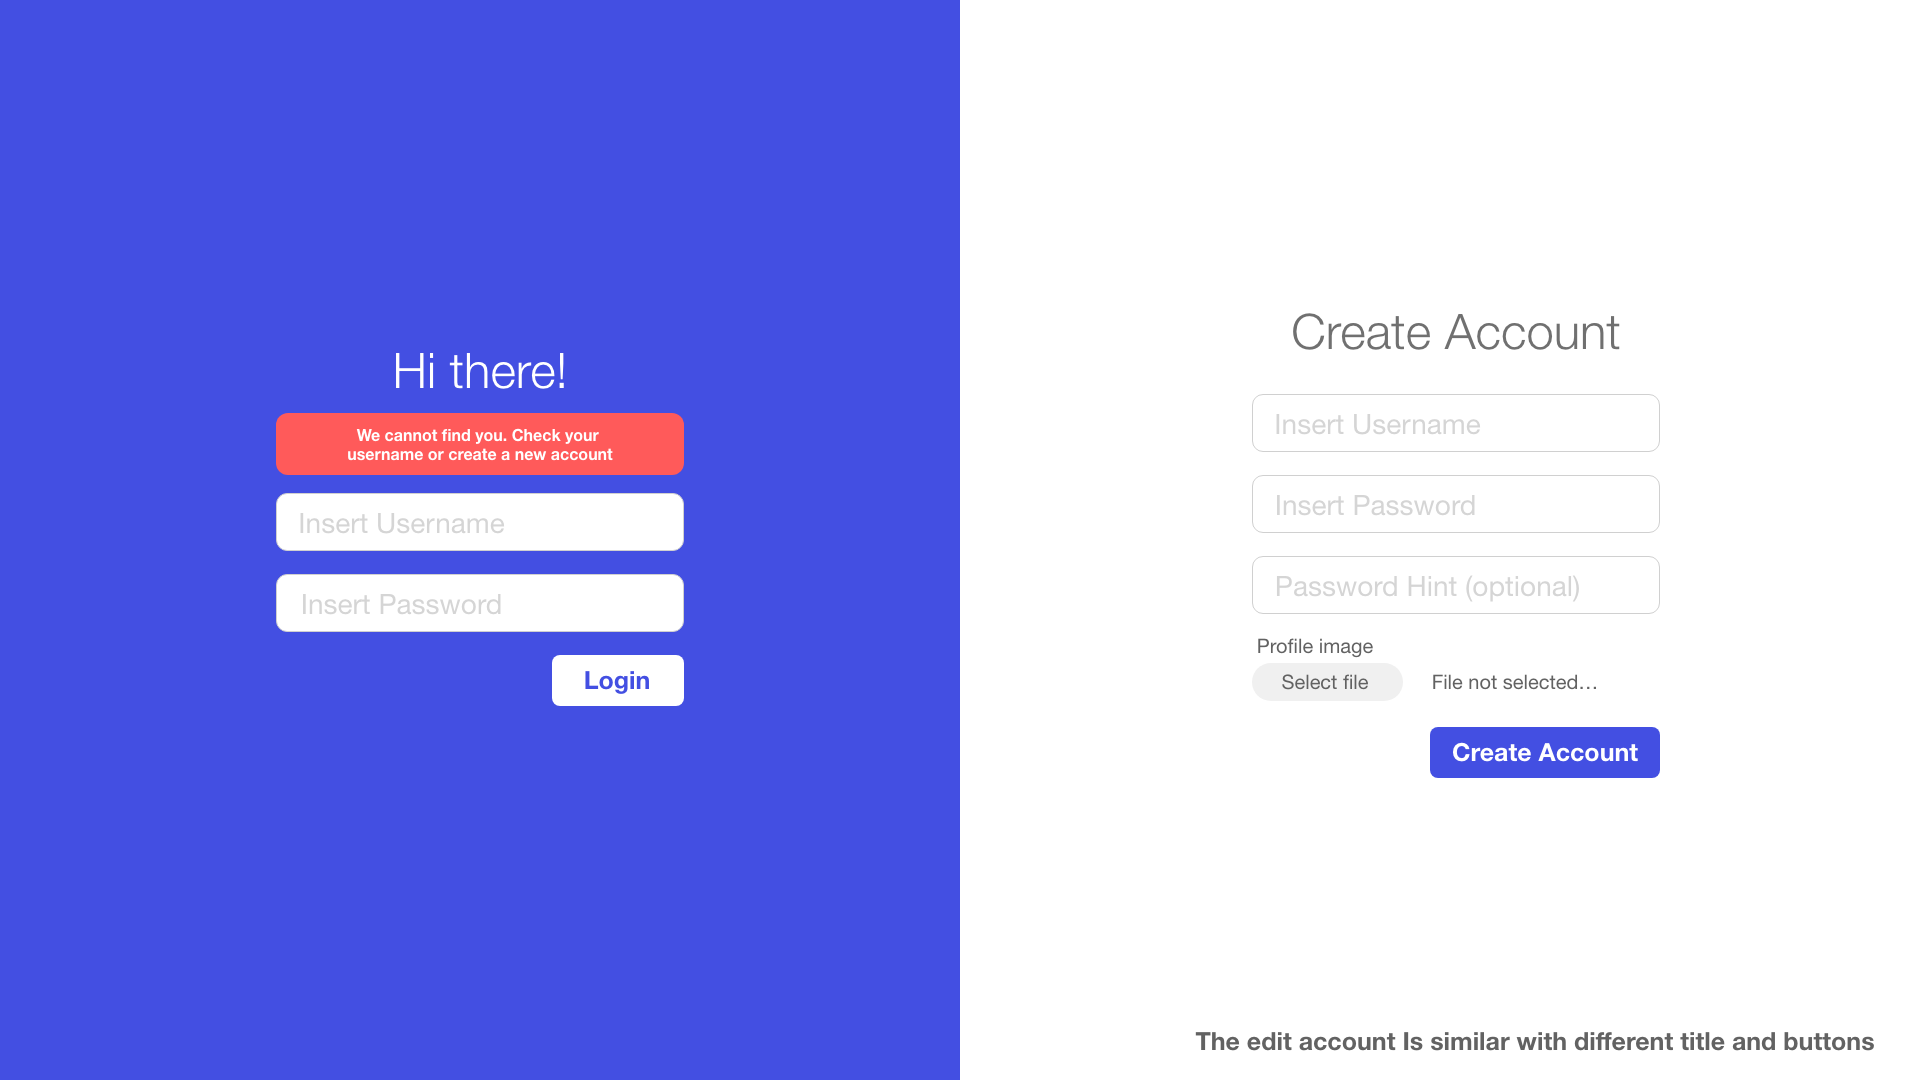 Hi there!
We cannot find you. Check your
username or create a new account
Insert Username
Insert Password
Login
Create Account
Insert Username
Insert Password
Password Hint (optional)
Profile image
Select file
File not selected…
Create Account
The edit account Is similar with different title and buttons